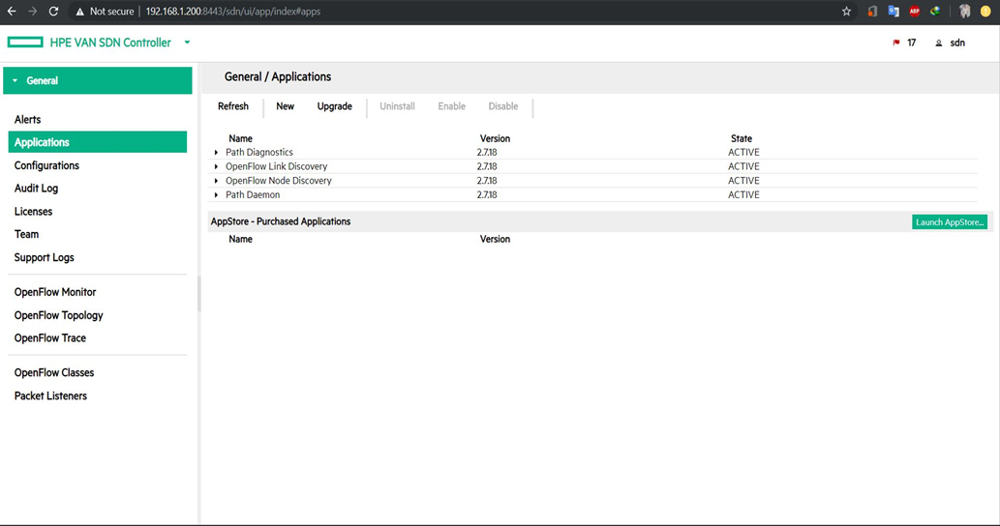 Not secure | 192.168.1.200:8443/sdn/ui/app/index#apps
ABP
HPE VAN SDN Controller
17
sdn
General
General / Applications
Refresh New Upgrade Uninstall Enable Disable
Alerts
Applications
Configurations
Audit Log
Licenses
Team
Support Logs
OpenFlow Monitor
OpenFlow Topology
OpenFlow Trace
OpenFlow Classes
Packet Listeners
Name Version State
Path Diagnostics 2.7.18 ACTIVE
OpenFlow Link Discovery 2.7.18 ACTIVE
OpenFlow Node Discovery 2.7.18 ACTIVE
Path Daemon 2.7.18 ACTIVE
AppStore - Purchased Applications Launch AppStore...
Name Version